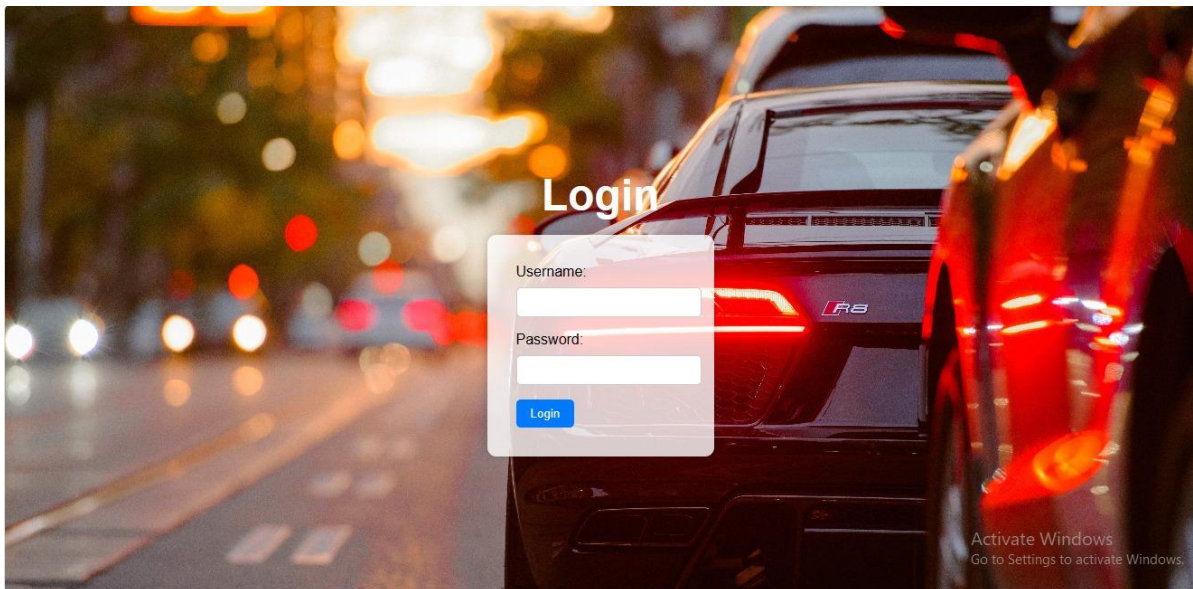 Login
Username:
R8
Password:
Login
Activate Windows
Go to Settings to activate Windows.